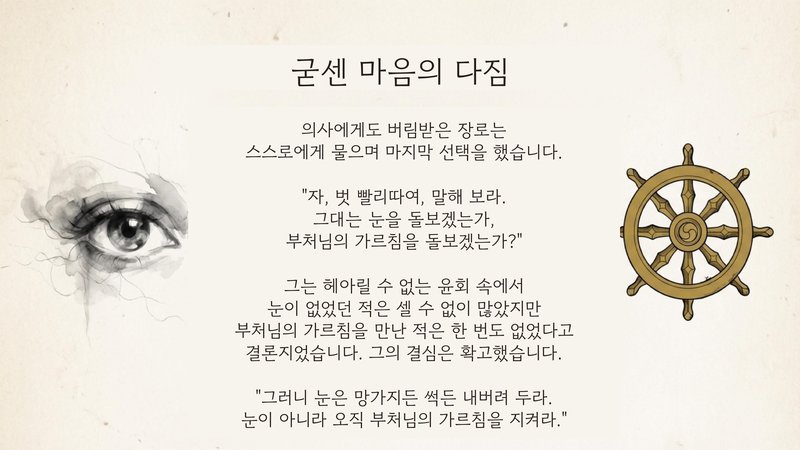 굳센 마음의 다짐
의사에게도 버림받은 장로는
스스로에게 물으며 마지막 선택을 했습니다.
"자, 벗 빨리따여, 말해 보라.
그대는 눈을 돌보겠는가,
부처님의 가르침을 돌보겠는가?"
그는 헤아릴 수 없는 윤회 속에서
눈이 없었던 적은 셀 수 없이 많았지만
부처님의 가르침을 만난 적은 한 번도 없었다고
결론지었습니다. 그의 결심은 확고했습니다.
"그러니 눈은 망가지든 썩든 내버려 두라.
눈이 아니라 오직 부처님의 가르침을 지켜라."